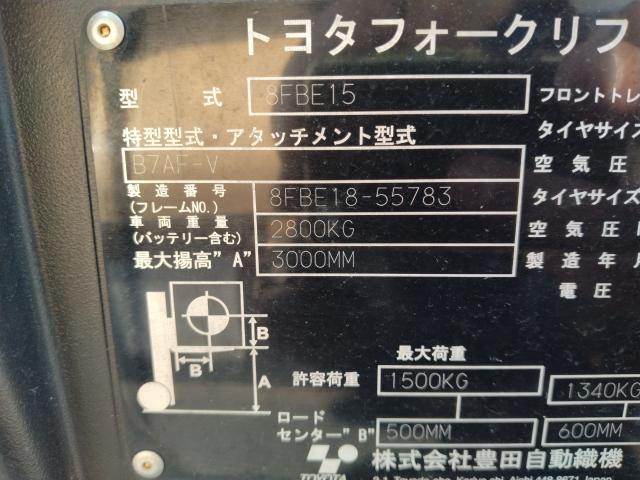 トヨタフォークリフ
型 式 8FBE15 フロントトレ
特型型式・アタッチメント型式 タイヤサイズ
B7AF-V 空気圧
製造番号 (フレームNO.) 8FBE18-55783 タイヤサイズ
車両重量 (バッテリー含む) 2800KG 空気圧
最大揚高"A" 3000MM 製造年月
電圧
B
B
A
最大荷重
許容荷重 1500KG 1340KG
ロード
センター"B" 500MM 600MM
TOYOTA 株式会社豊田自動織機